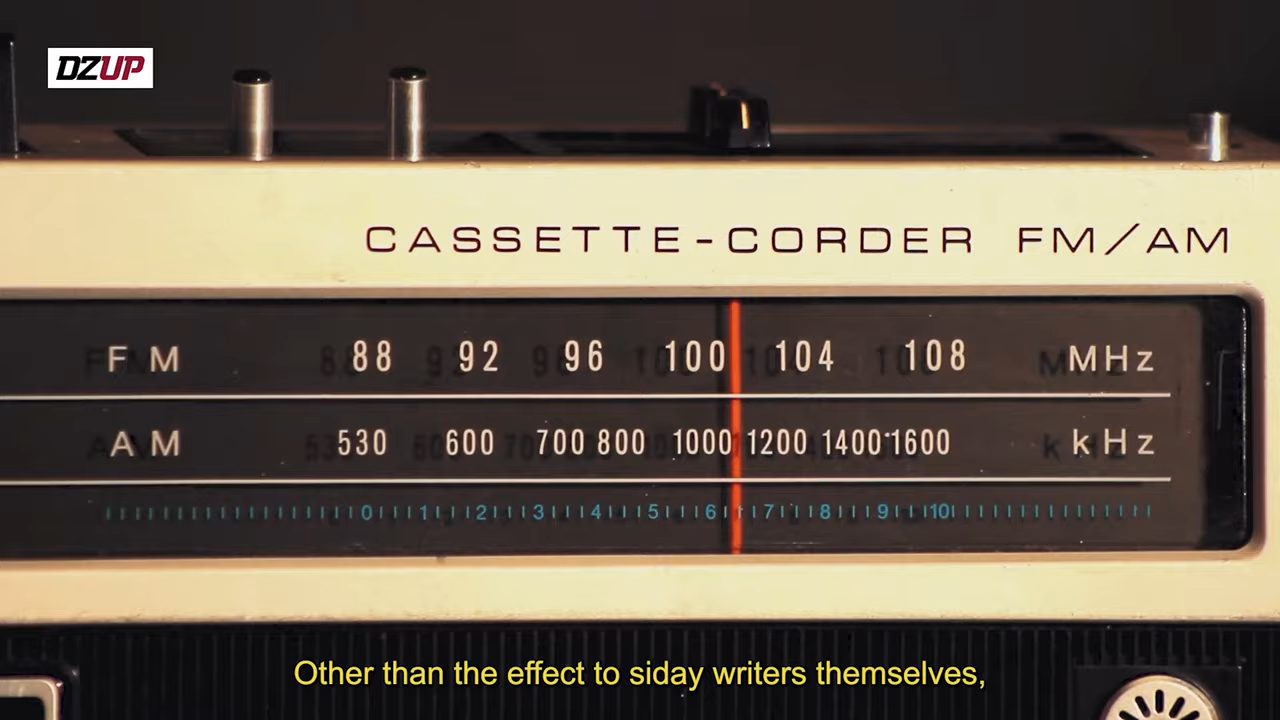 DZUP
CASSETTE-CORDER FM/AM
FM 88 92 96 100 104 108 MHz
AM 530 600 700 800 1000 1200 1400 1600 kHz
0 1 2 3 4 5 6 7 8 9 10
Other than the effect to siday writers themselves,